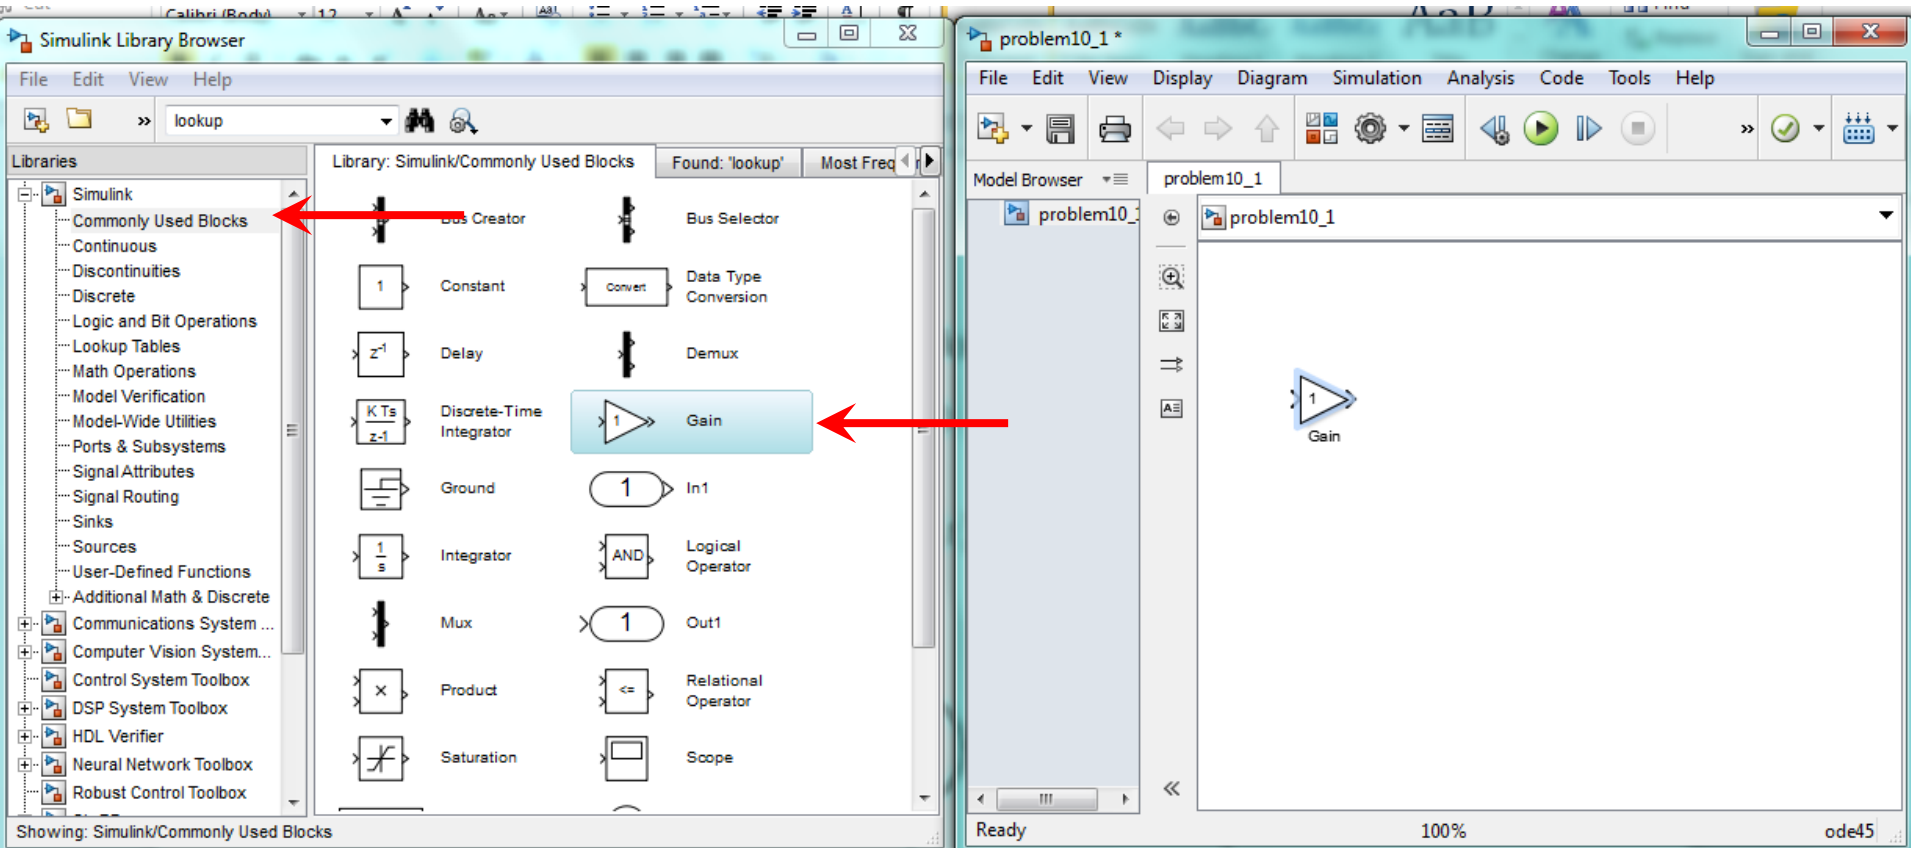 Calibri (Body) 12
Simulink Library Browser
File Edit View Help
» lookup
Libraries
Simulink
Commonly Used Blocks
Continuous
Discontinuities
Discrete
Logic and Bit Operations
Lookup Tables
Math Operations
Model Verification
Model-Wide Utilities
Ports & Subsystems
Signal Attributes
Signal Routing
Sinks
Sources
User-Defined Functions
Additional Math & Discrete
Communications System ...
Computer Vision System...
Control System Toolbox
DSP System Toolbox
HDL Verifier
Neural Network Toolbox
Robust Control Toolbox
Library: Simulink/Commonly Used Blocks Found: 'lookup' Most Freq
Bus Creator Bus Selector
1 Constant Convert Data Type
Conversion
z-1 Delay Demux
K Ts
z-1 Discrete-Time
Integrator 1 Gain
Ground 1 In1
1
s Integrator AND Logical
Operator
Mux 1 Out1
× Product <= Relational
Operator
Saturation Scope
Showing: Simulink/Commonly Used Blocks
problem10_1 *
File Edit View Display Diagram Simulation Analysis Code Tools Help
»
Model Browser problem10_1
problem10_1
problem10_1
1
Gain
Ready 100% ode45